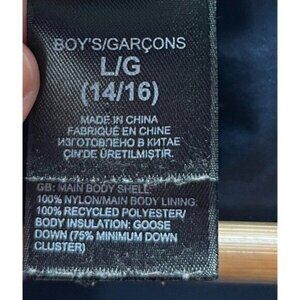 BOY'S/GARÇONS
L/G
(14/16)
MADE IN CHINA
FABRIQUÉ EN CHINE
ИЗГОТОВЛЕНО В КИТАЕ
ÇİN'DE ÜRETİLMİŞTİR.
GB: MAIN BODY SHELL:
100% NYLON/MAIN BODY LINING:
100% RECYCLED POLYESTER/
BODY INSULATION: GOOSE
DOWN (75% MINIMUM DOWN
CLUSTER)